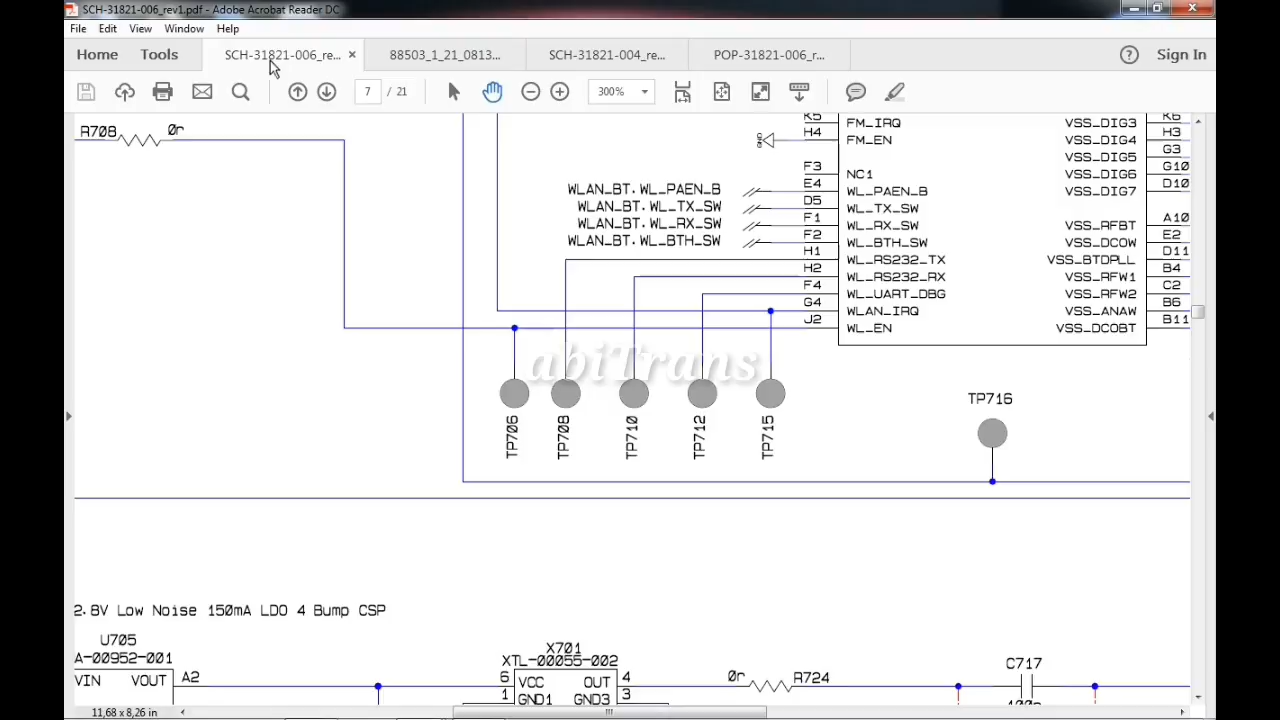 SCH-31821-006_rev1.pdf - Adobe Acrobat Reader DC
File Edit View Window Help
Home Tools SCH-31821-006_re... × 88503_1_21_0813... SCH-31821-004_re... POP-31821-006_r... Sign In
7 / 21 300%
R708 0r
K5 FM_IRQ VSS_DIG3 K6
H4 FM_EN VSS_DIG4 H3
VSS_DIG5 G3
F3 NC1 VSS_DIG6 G10
WLAN_BT.WL_PAEN_B E4 WL_PAEN_B VSS_DIG7 D10
WLAN_BT.WL_TX_SW D5 WL_TX_SW
WLAN_BT.WL_RX_SW F1 WL_RX_SW VSS_RFBT A10
WLAN_BT.WL_BTH_SW F2 WL_BTH_SW VSS_DCOW E2
H1 WL_RS232_TX VSS_BTDPLL D11
H2 WL_RS232_RX VSS_RFW1 B4
F4 WL_UART_DBG VSS_RFW2 C2
G4 WLAN_IRQ VSS_ANAW B6
J2 WL_EN VSS_DCOBT B11
abiTrans
TP706 TP708 TP710 TP712 TP715
TP716
2.8V Low Noise 150mA LDO 4 Bump CSP
U705
A-00952-001
VIN VOUT A2
X701
XTL-00055-002
6 VCC OUT 4 0r R724
1 GND1 GND3 3
C717
11,68 x 8,26 in